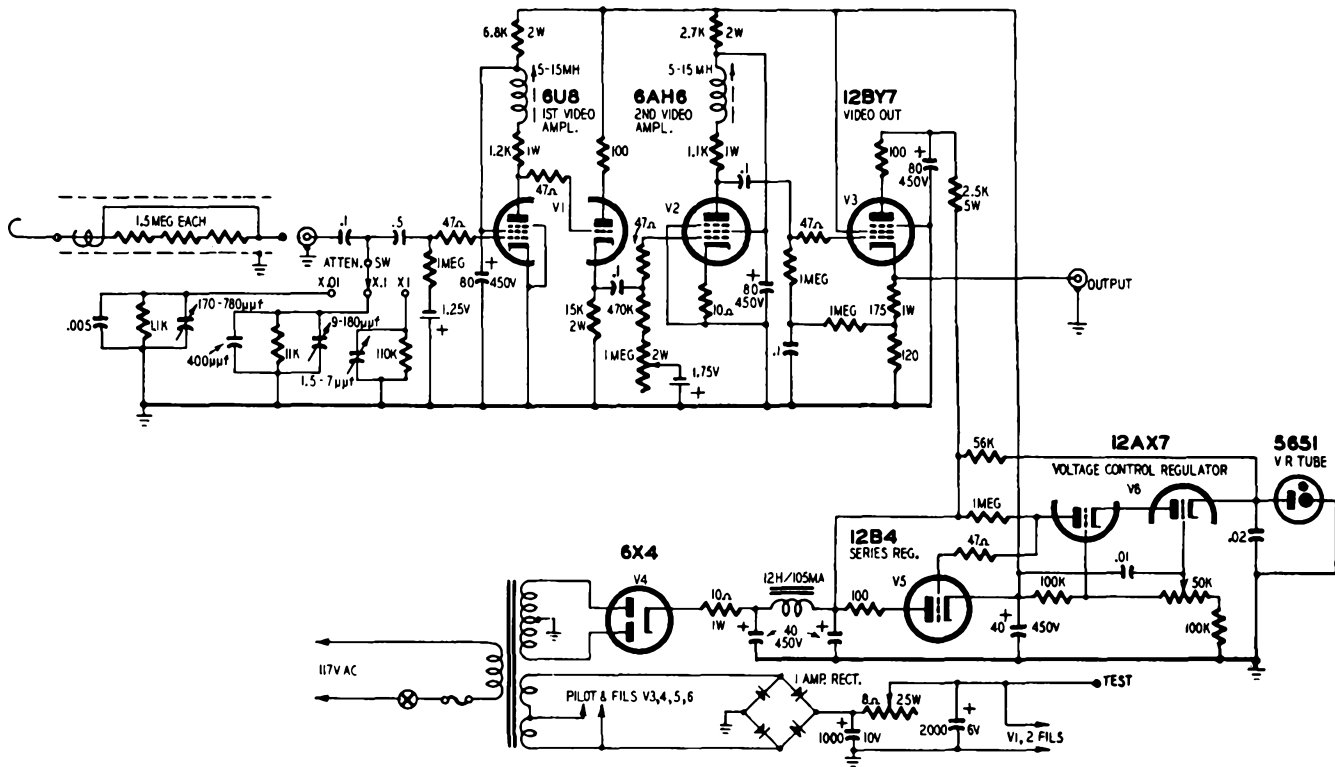 6.8K
2W
5-15MH
6U8
1ST VIDEO
AMPL.
1.2K
1W
47Ω
V1
100
2.7K
2W
5-15MH
6AH6
2ND VIDEO
AMPL.
1.1K
1W
.1
V2
12BY7
VIDEO OUT
100
+
80
450V
V3
2.5K
5W
1.5 MEG EACH
.1
.5
47Ω
ATTEN.
SW
X.01
X.1
X1
1MEG
+
80
450V
1.25V
+
.005
1.1K
170-780μμf
400μμf
11K
9-180μμf
1.5-7μμf
110K
15K
2W
.1
47Ω
470K
1MEG
2W
1.75V
+
10Ω
+
80
450V
47Ω
1MEG
1MEG
.1
175
1W
120
OUTPUT
56K
12AX7
VOLTAGE CONTROL REGULATOR
V6
5651
V R TUBE
1MEG
47Ω
12B4
SERIES REG.
V5
.02
.01
6X4
V4
10Ω
1W
12H/105MA
100
+
40
450V
+
100K
50K
100K
+
40
450V
117V AC
PILOT & FILS V3,4,5,6
1 AMP. RECT.
8Ω
25W
+
1000
10V
+
2000
6V
TEST
V1, 2 FILS